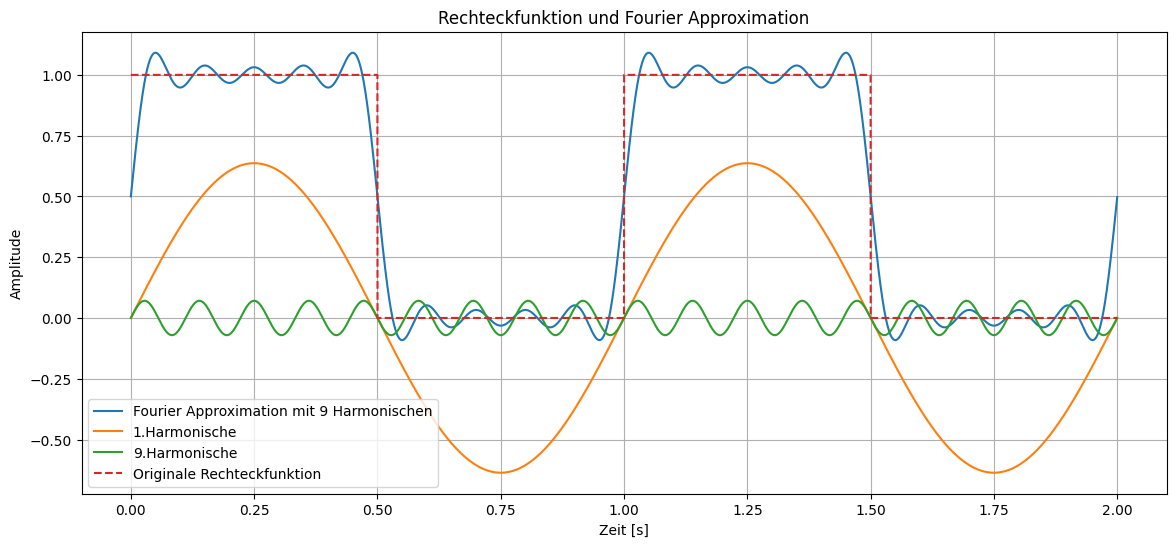 Rechteckfunktion und Fourier Approximation
Amplitude
1.00
0.75
0.50
0.25
0.00
−0.25
−0.50
Fourier Approximation mit 9 Harmonischen
1.Harmonische
9.Harmonische
Originale Rechteckfunktion
0.00 0.25 0.50 0.75 1.00 1.25 1.50 1.75 2.00
Zeit [s]